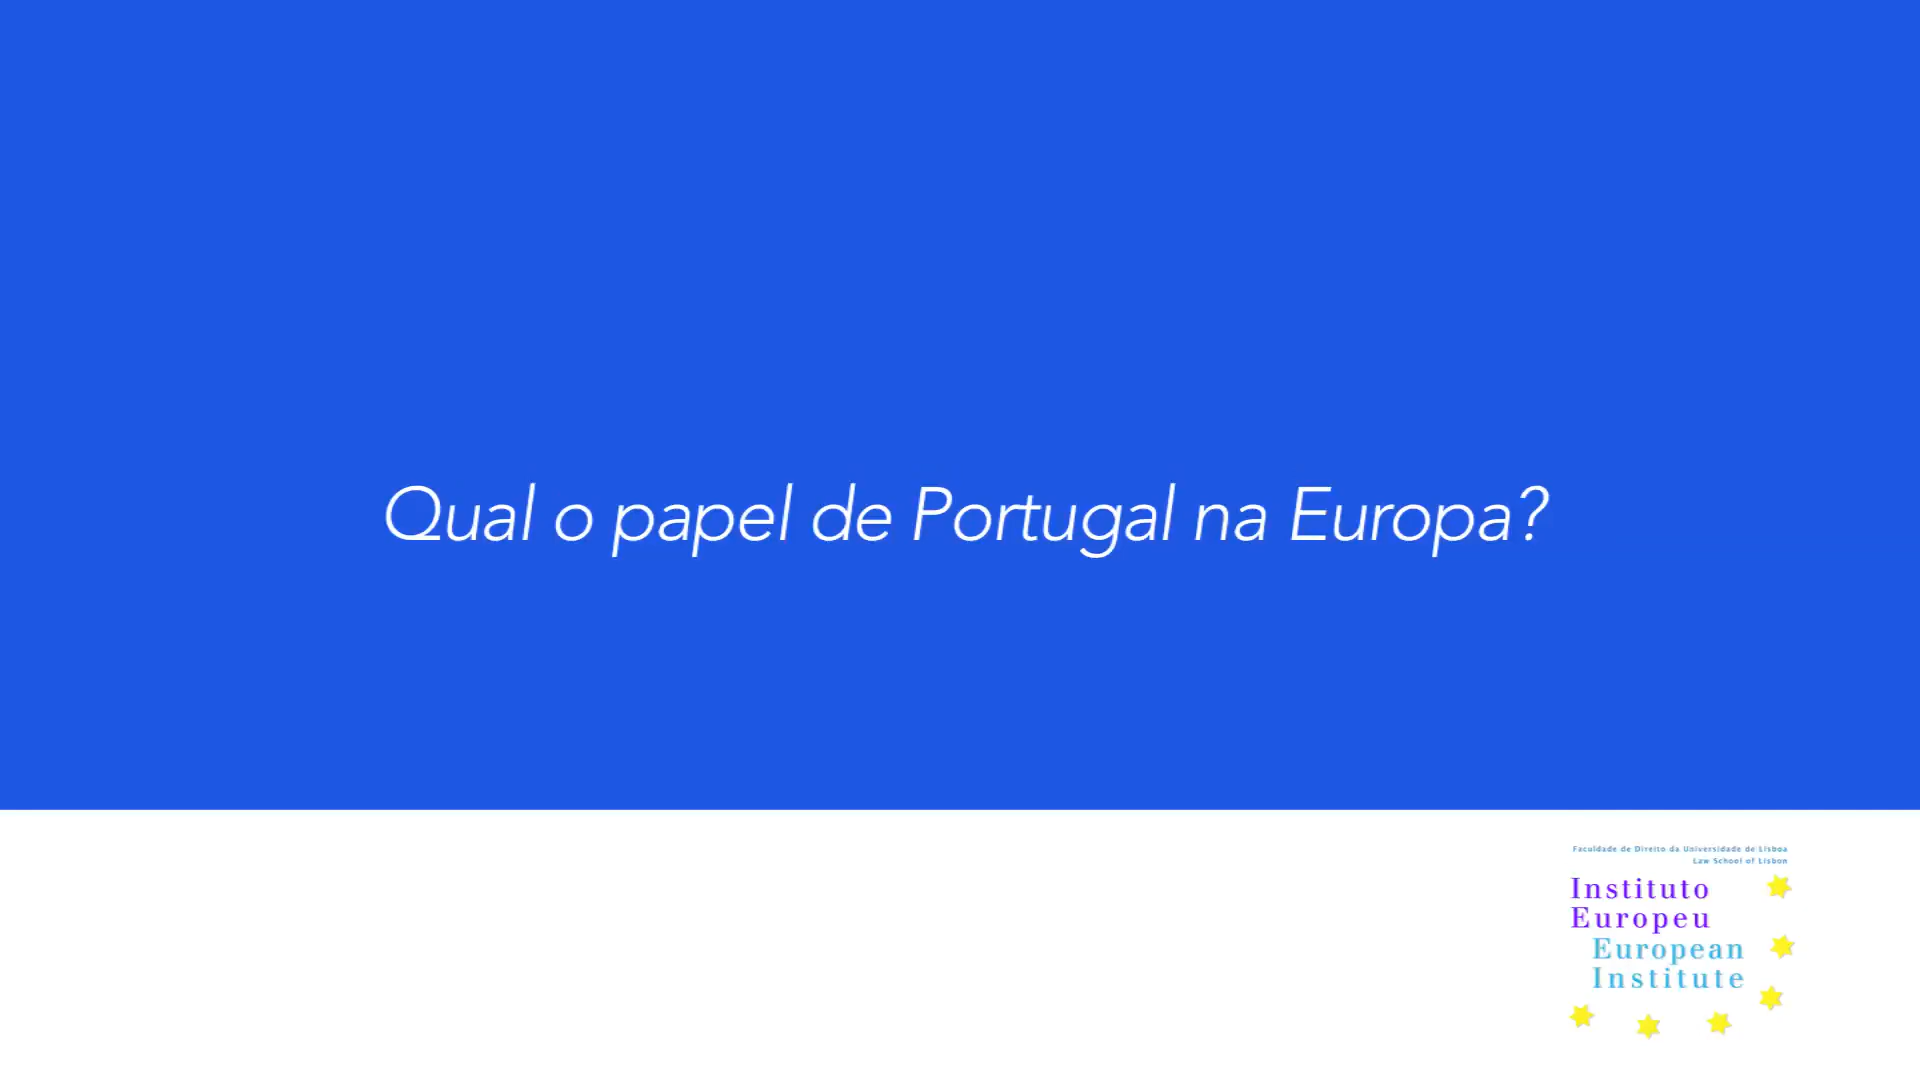 Qual o papel de Portugal na Europa?
Faculdade de Direito da Universidade de Lisboa
Law School of Lisbon
Instituto
Europeu
European
Institute